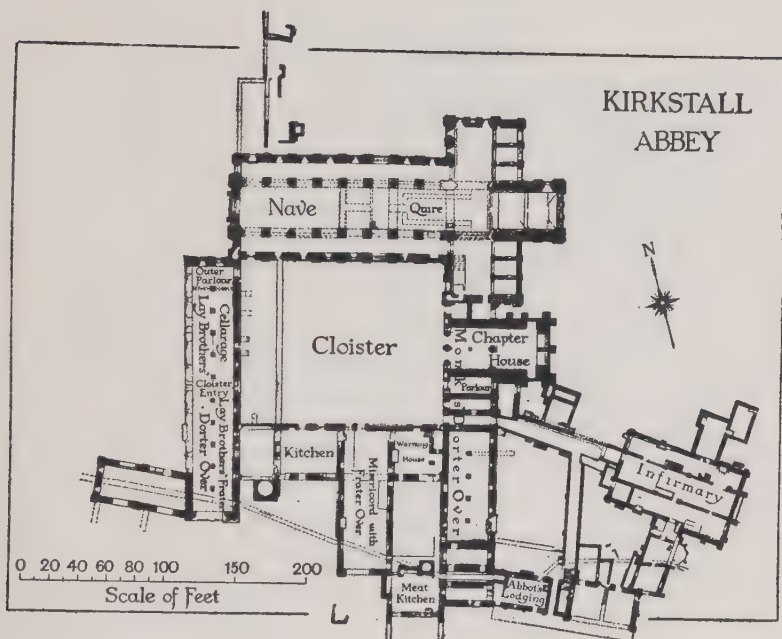 KIRKSTALL
ABBEY
Nave
Quire
N
Outer
Parlour
Cellarage
Lay Brothers'
Cloister
Entry
Lay Brothers' Frater
Dorter Over
Cloister
Chapter
House
Parlour
Monks Dorter Over
Kitchen
Warming
House
Misericord with
Frater Over
Infirmary
Meat
Kitchen
Abbot's
Lodging
0 20 40 60 80 100 150 200
Scale of Feet